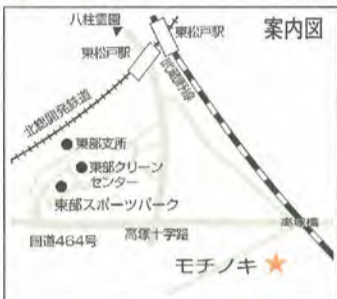 案内図
八柱霊園
東松戸駅
東松戸駅
武蔵野線
北総開発鉄道
東部支所
東部クリーン
センター
東部スポーツパーク
高塚橋
国道464号
高塚十字路
モチノキ